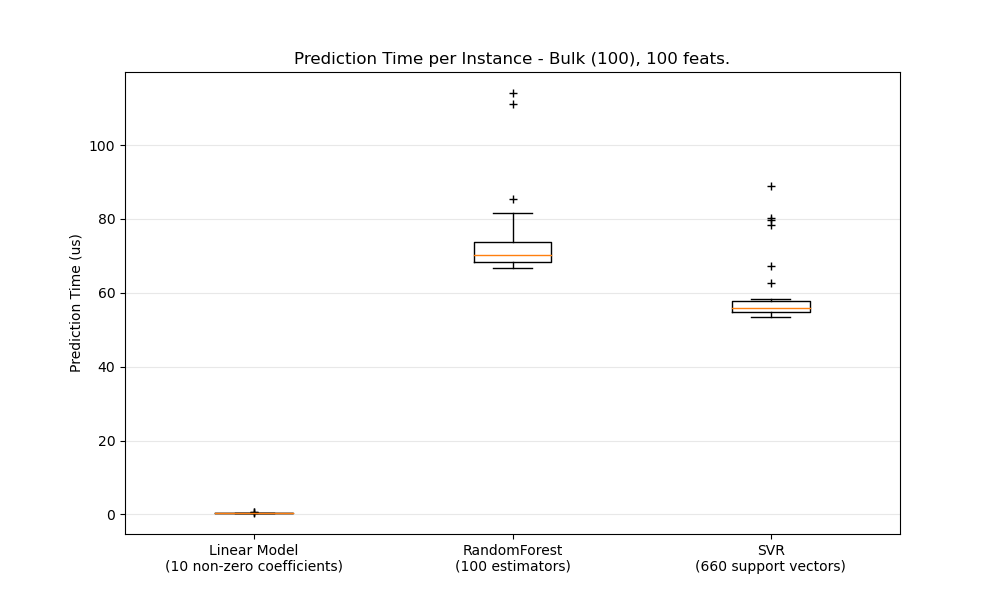 Prediction Time per Instance - Bulk (100), 100 feats.
Prediction Time (us)
100
80
60
40
20
0
Linear Model
(10 non-zero coefficients)
RandomForest
(100 estimators)
SVR
(660 support vectors)